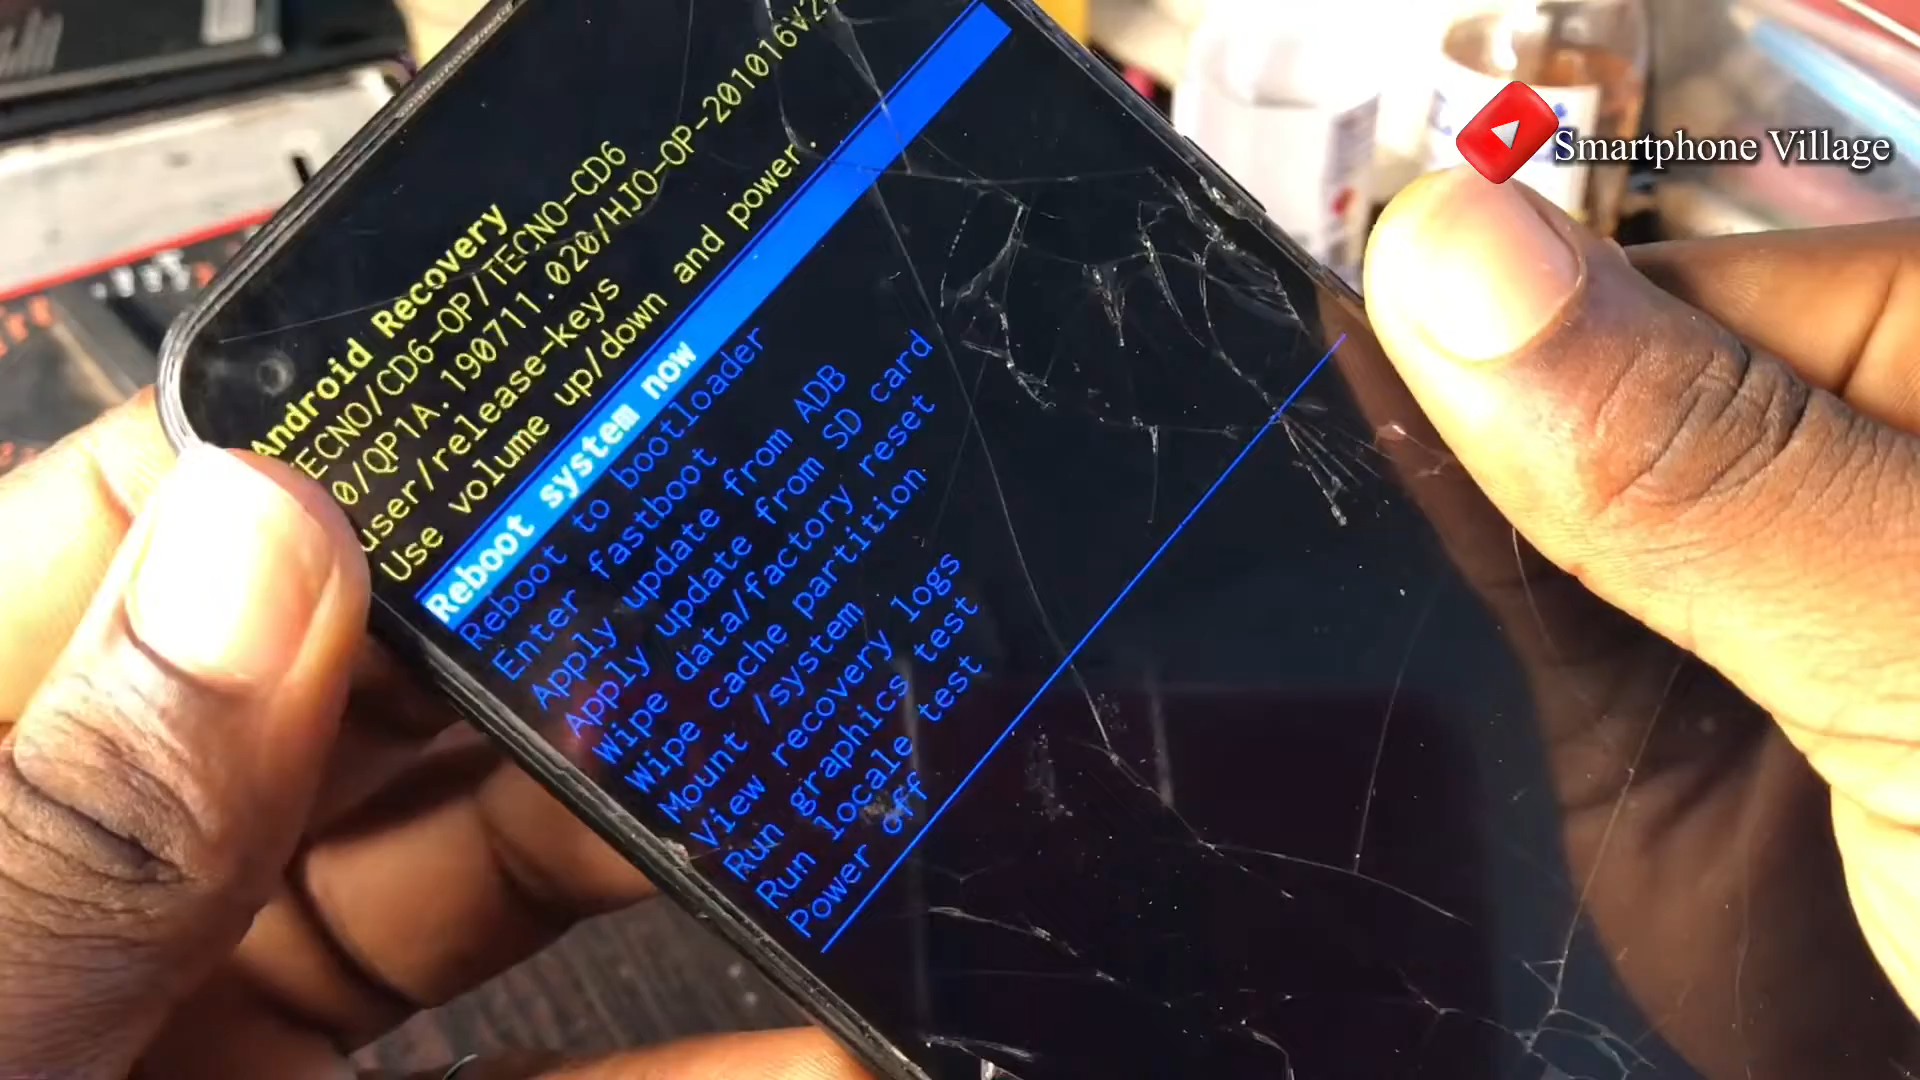 Smartphone Village
Android Recovery
TECNO/CD6-OP/TECNO-CD6
0/QP1A.190711.020/HJO-OP-201016V2
user/release-keys
Use volume up/down and power.
Reboot system now
Reboot to bootloader
Enter fastboot
Apply update from ADB
Apply update from SD card
Wipe data/factory reset
Wipe cache partition
Mount /system
View recovery logs
Run graphics test
Run locale test
Power off